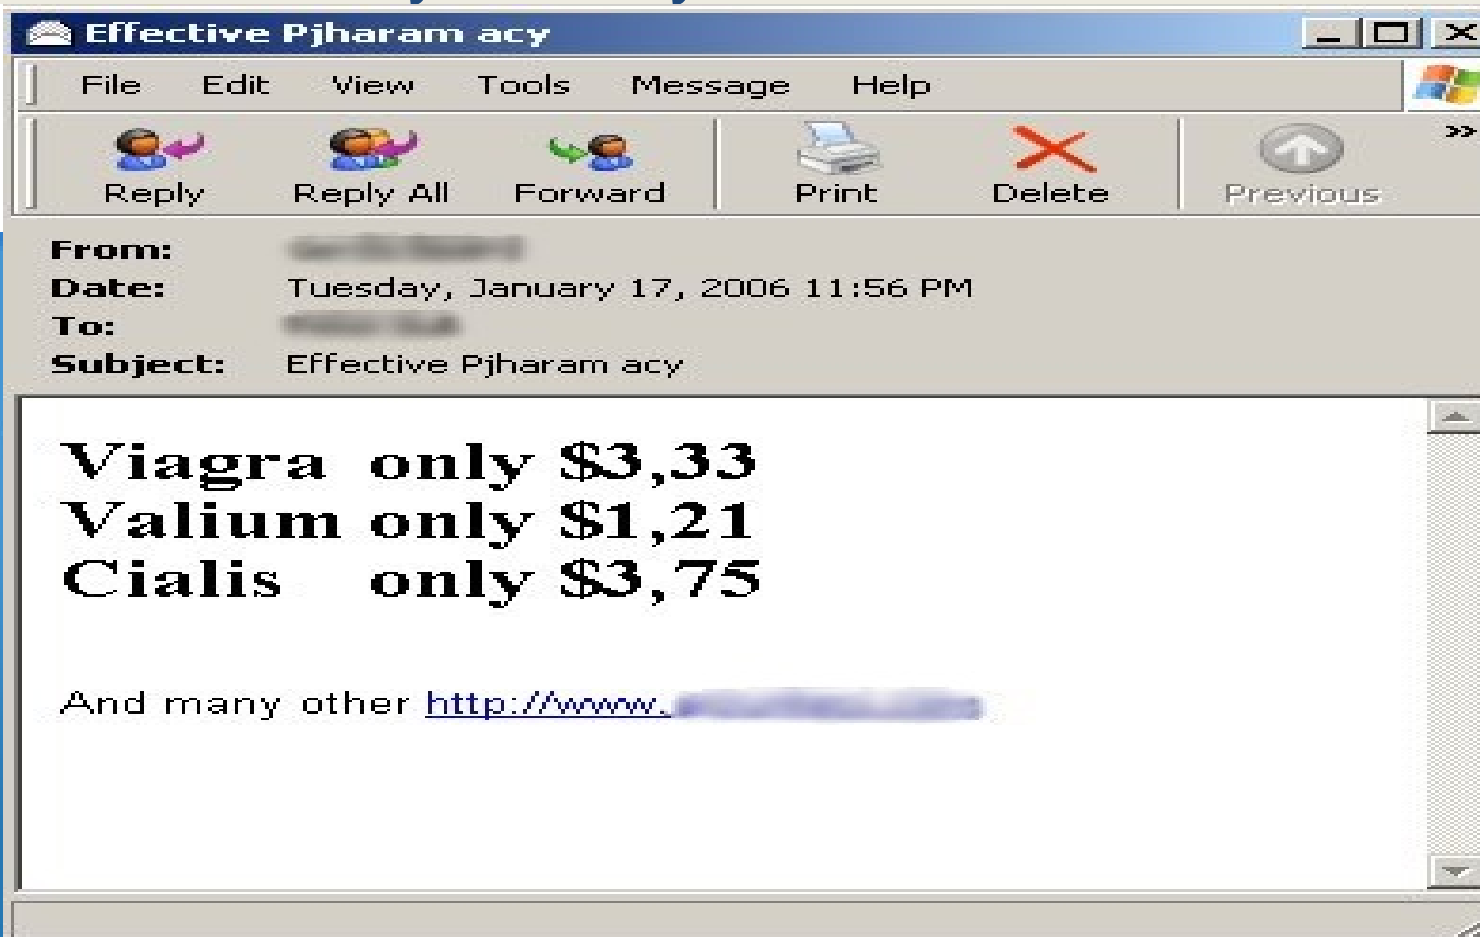 Effective Pjharam acy
File Edit View Tools Message Help
Reply Reply All Forward Print Delete Previous
From:
Date: Tuesday, January 17, 2006 11:56 PM
To:
Subject: Effective Pjharam acy
Viagra only $3,33
Valium only $1,21
Cialis only $3,75
And many other http://www.